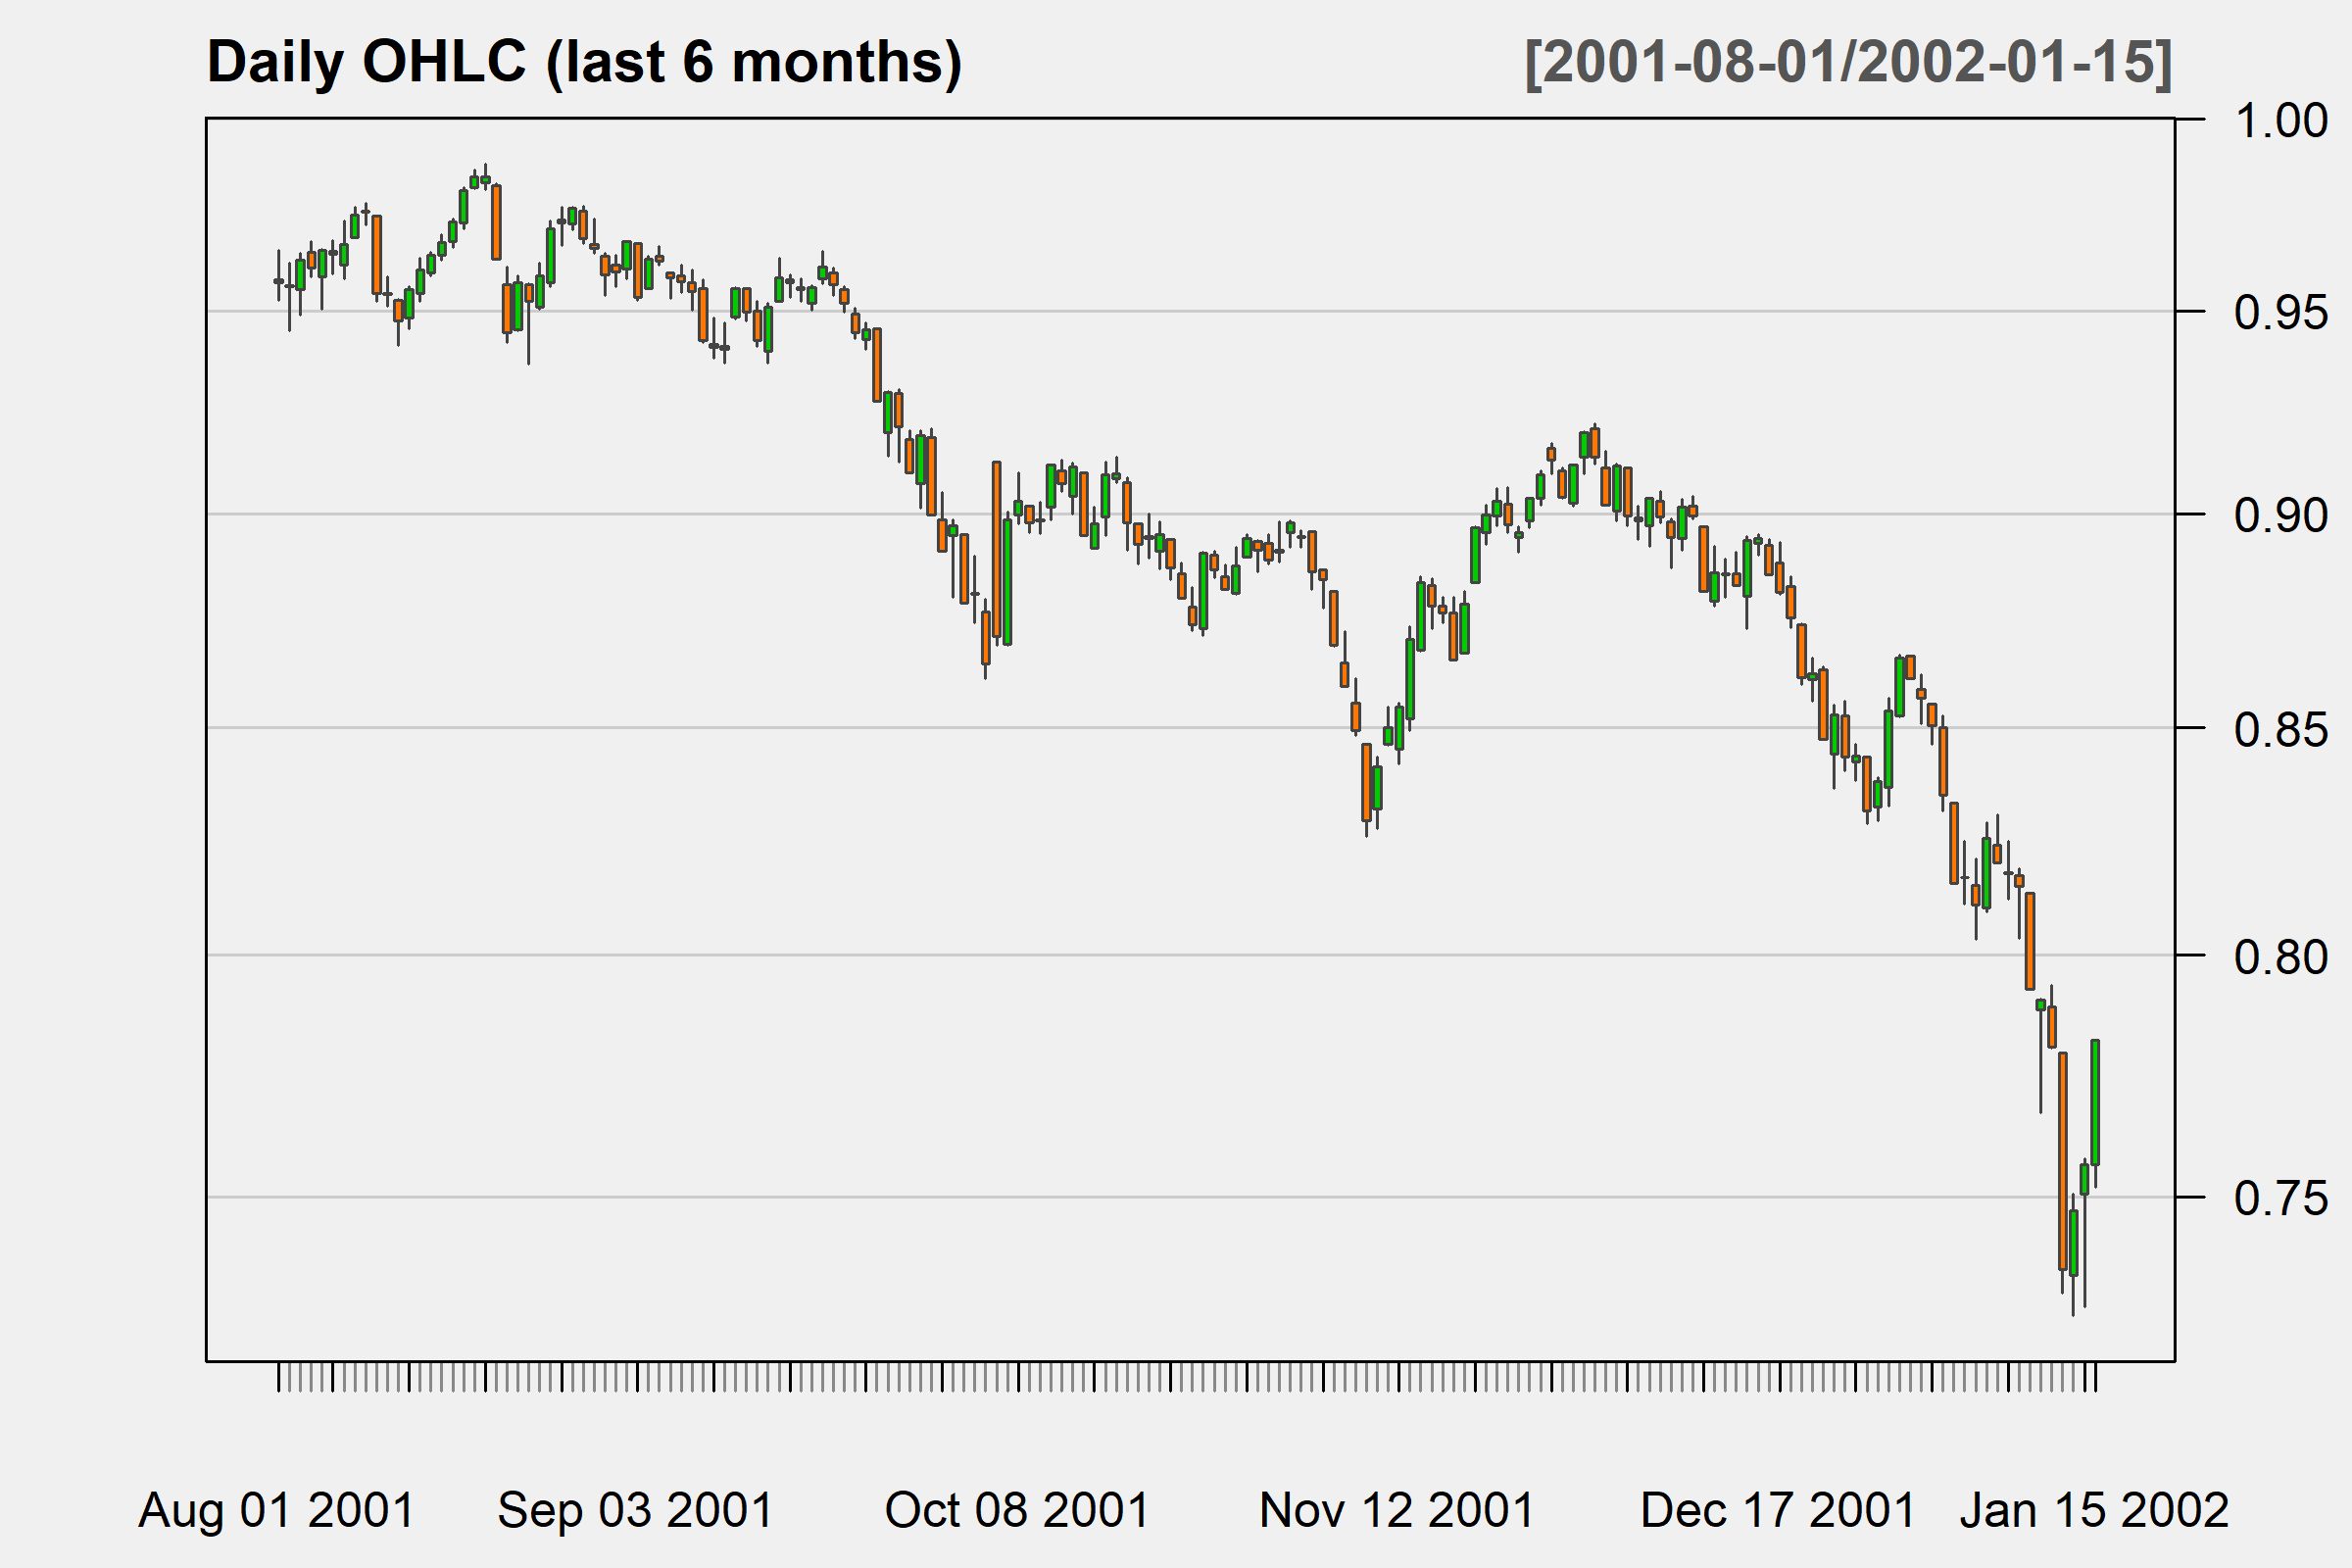 Daily OHLC (last 6 months)
[2001-08-01/2002-01-15]
1.00
0.95
0.90
0.85
0.80
0.75
Aug 01 2001
Sep 03 2001
Oct 08 2001
Nov 12 2001
Dec 17 2001
Jan 15 2002